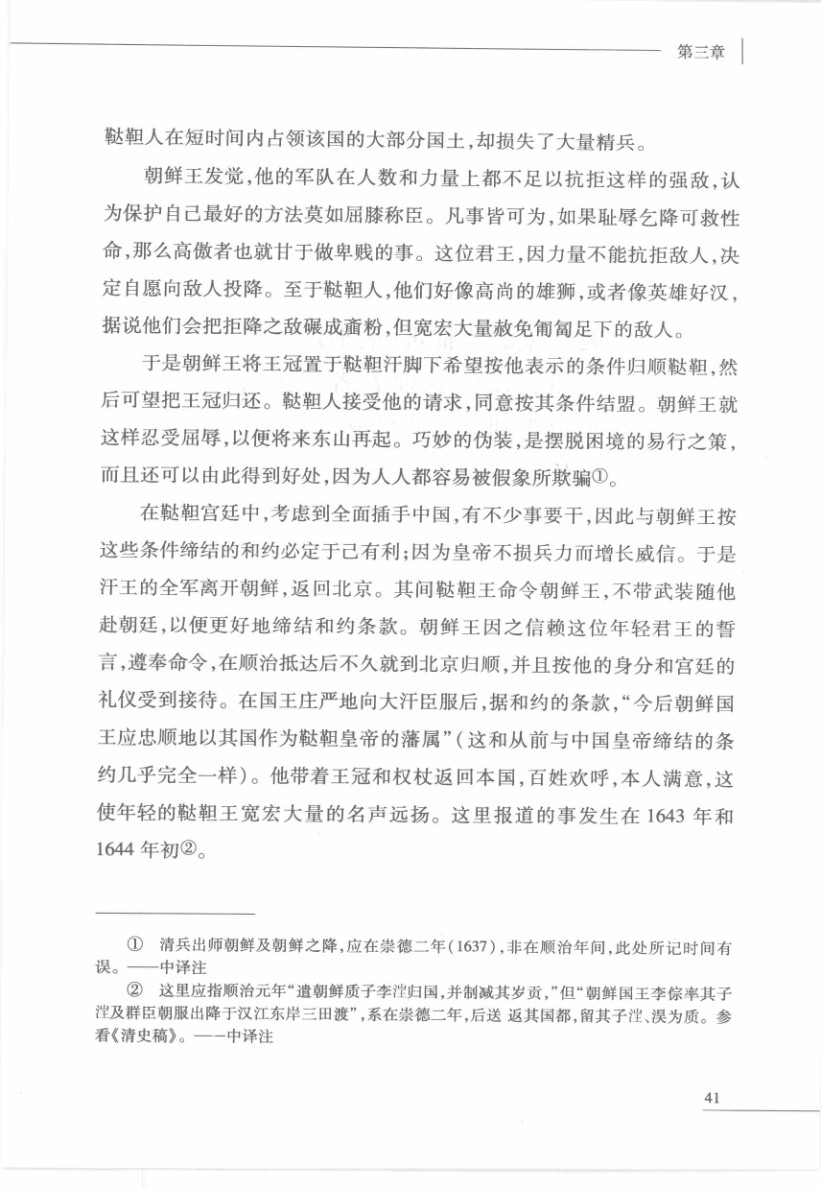 第三章
鞑靼人在短时间内占领该国的大部分国土,却损失了大量精兵。
朝鲜王发觉,他的军队在人数和力量上都不足以抗拒这样的强敌,认
为保护自己最好的方法莫如屈膝称臣。凡事皆可为,如果耻辱乞降可救性
命,那么高傲者也就甘于做卑贱的事。这位君王,因力量不能抗拒敌人,决
定自愿向敌人投降。至于鞑靼人,他们好像高尚的雄狮,或者像英雄好汉,
据说他们会把拒降之敌碾成齑粉,但宽宏大量赦免匍匐足下的敌人。
于是朝鲜王将王冠置于鞑靼汗脚下希望按他表示的条件归顺鞑靼,然
后可望把王冠归还。鞑靼人接受他的请求,同意按其条件结盟。朝鲜王就
这样忍受屈辱,以便将来东山再起。巧妙的伪装,是摆脱困境的易行之策,
而且还可以由此得到好处,因为人人都容易被假象所欺骗①。
在鞑靼宫廷中,考虑到全面插手中国,有不少事要干,因此与朝鲜王按
这些条件缔结的和约必定于己有利;因为皇帝不损兵力而增长威信。于是
汗王的全军离开朝鲜,返回北京。其间鞑靼王命令朝鲜王,不带武装随他
赴朝廷,以便更好地缔结和约条款。朝鲜王因之信赖这位年轻君王的誓
言,遵奉命令,在顺治抵达后不久就到北京归顺,并且按他的身分和宫廷的
礼仪受到接待。在国王庄严地向大汗臣服后,据和约的条款,“今后朝鲜国
王应忠顺地以其国作为鞑靼皇帝的藩属”(这和从前与中国皇帝缔结的条
约几乎完全一样)。他带着王冠和权杖返回本国,百姓欢呼,本人满意,这
使年轻的鞑靼王宽宏大量的名声远扬。这里报道的事发生在 1643 年和
1644 年初②。
① 清兵出师朝鲜及朝鲜之降,应在崇德二年(1637),非在顺治年间,此处所记时间有
误。——中译注
② 这里应指顺治元年“遣朝鲜质子李𣴴归国,并制减其岁贡,”但“朝鲜国王李倧率其子
𣴴及群臣朝服出降于汉江东岸三田渡”,系在崇德二年,后送 返其国都,留其子𣴴、淏为质。参
看《清史稿》。——中译注
41